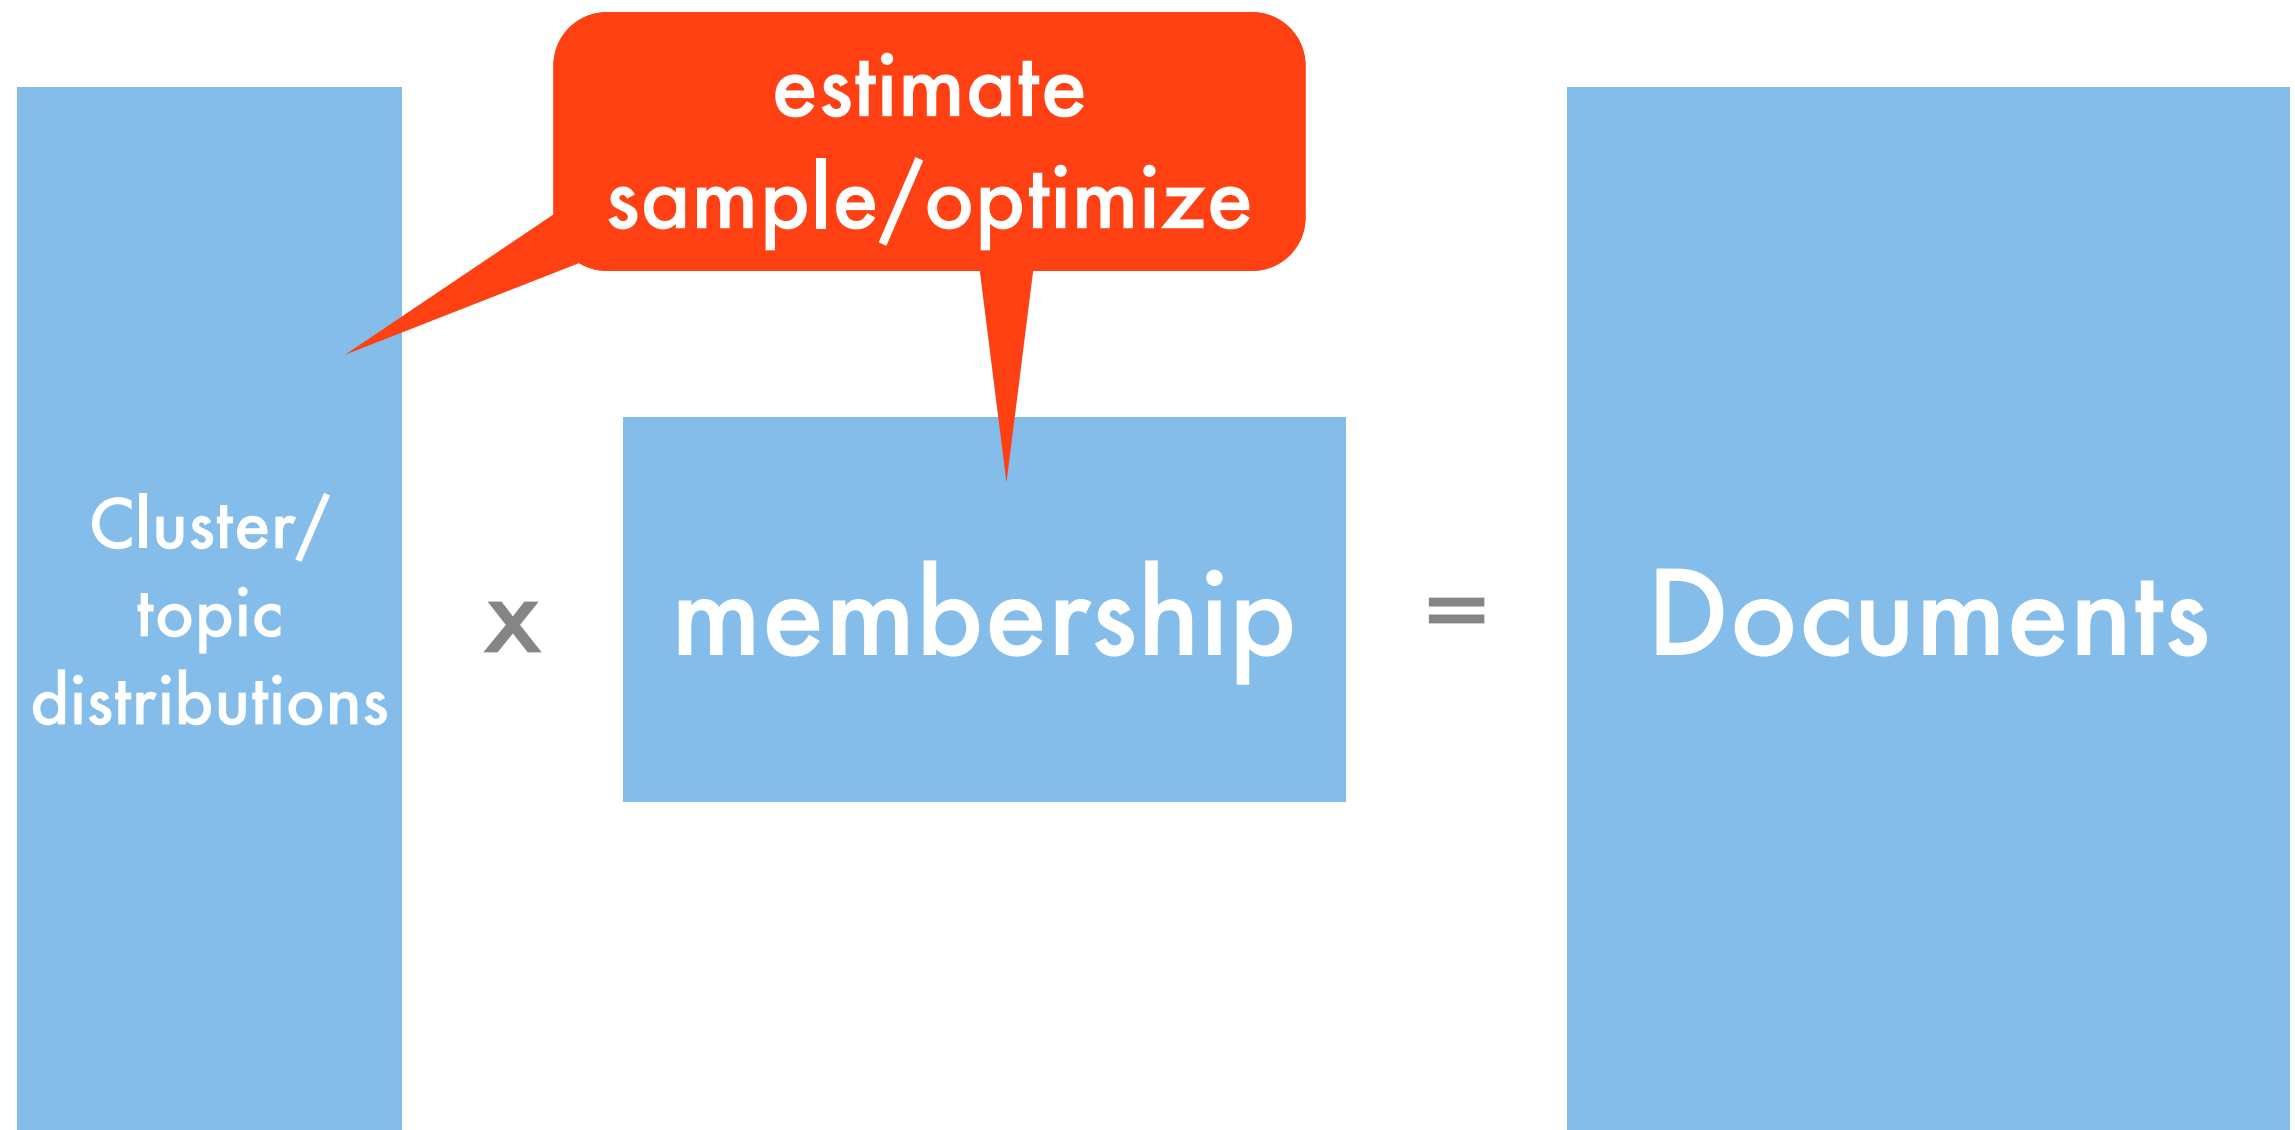 estimate
sample/optimize
Cluster/
topic
distributions
x
membership
=
Documents